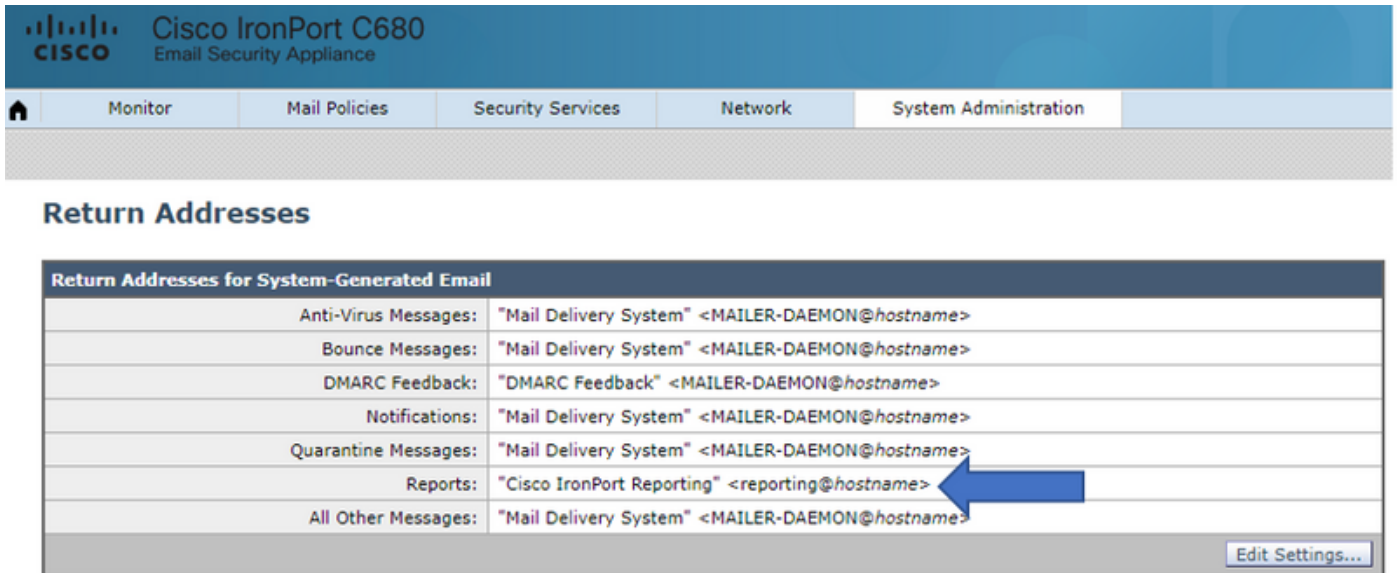 Cisco IronPort C680
CISCO Email Security Appliance
Monitor Mail Policies Security Services Network System Administration
Return Addresses
Return Addresses for System-Generated Email
Anti-Virus Messages: "Mail Delivery System" <MAILER-DAEMON@hostname>
Bounce Messages: "Mail Delivery System" <MAILER-DAEMON@hostname>
DMARC Feedback: "DMARC Feedback" <MAILER-DAEMON@hostname>
Notifications: "Mail Delivery System" <MAILER-DAEMON@hostname>
Quarantine Messages: "Mail Delivery System" <MAILER-DAEMON@hostname>
Reports: "Cisco IronPort Reporting" <reporting@hostname>
All Other Messages: "Mail Delivery System" <MAILER-DAEMON@hostname>
Edit Settings...